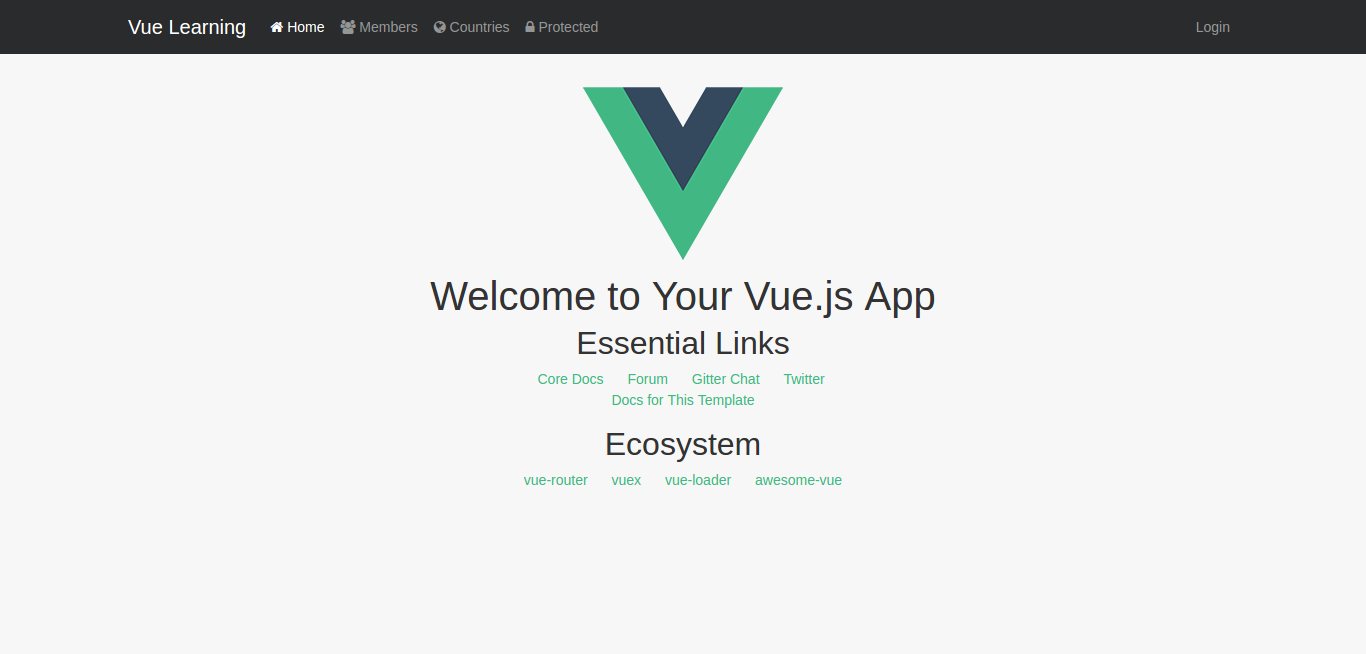 Vue Learning Home Members Countries Protected Login
Welcome to Your Vue.js App
Essential Links
Core Docs Forum Gitter Chat Twitter
Docs for This Template
Ecosystem
vue-router vuex vue-loader awesome-vue